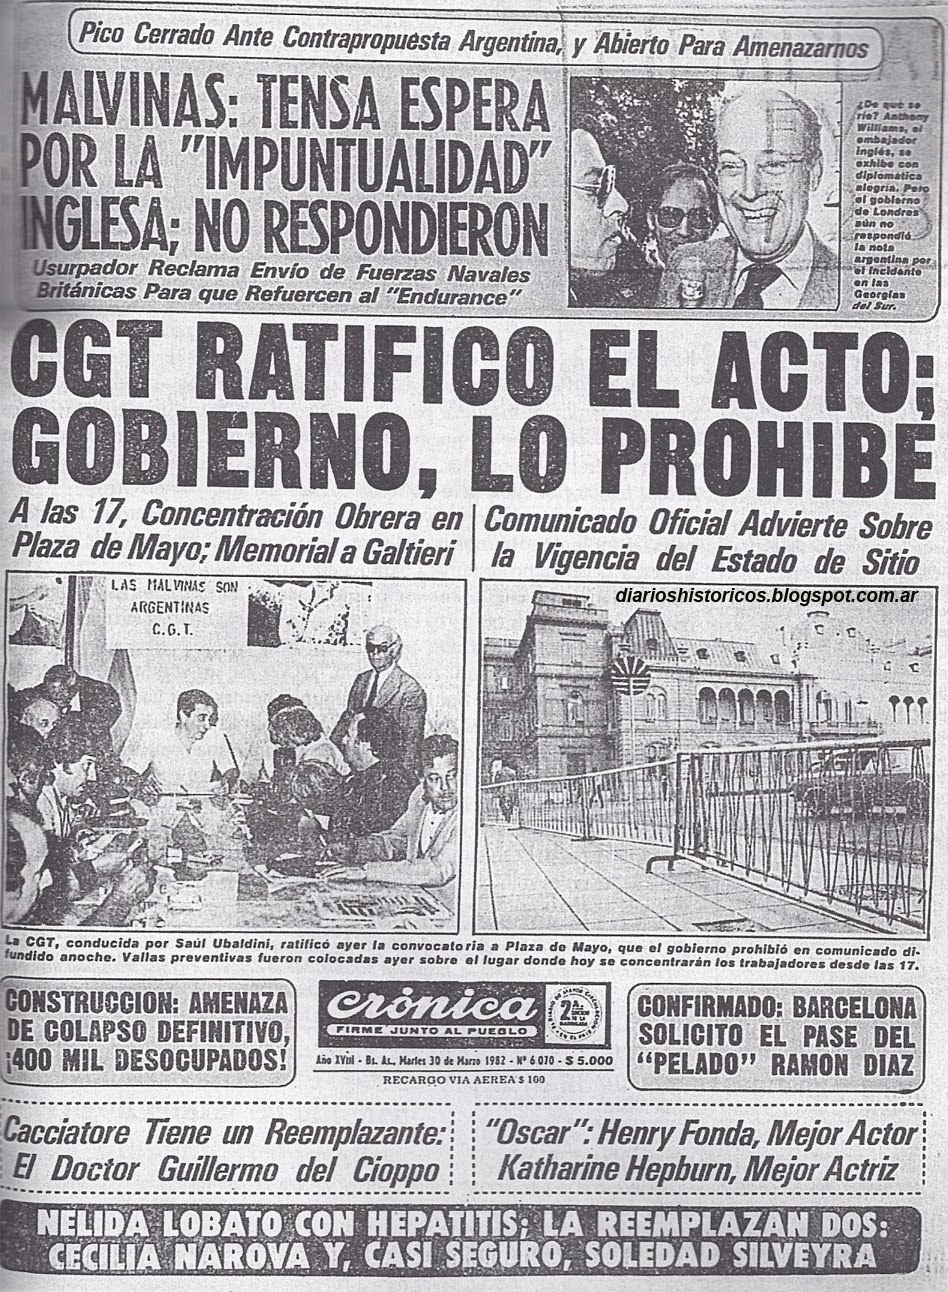 Pico Cerrado Ante Contrapropuesta Argentina, y Abierto Para Amenazarnos
MALVINAS: TENSA ESPERA
POR LA "IMPUNTUALIDAD"
INGLESA; NO RESPONDIERON
Usurpador Reclama Envío de Fuerzas Navales
Británicas Para que Refuercen al "Endurance"
¿De qué se
ríe? Anthony
Williams, el
embajador
inglés, se
exhibe con
diplomática
alegría. Pero
el gobierno
de Londres
aún no
respondió
la nota
argentina por
el incidente
en las
Georgias
del Sur.
CGT RATIFICO EL ACTO;
GOBIERNO, LO PROHIBE
A las 17, Concentración Obrera en
Plaza de Mayo; Memorial a Galtieri
Comunicado Oficial Advierte Sobre
la Vigencia del Estado de Sitio
LAS MALVINAS SON
ARGENTINAS
C.G.T.
diarioshistoricos.blogspot.com.ar
La CGT, conducida por Saúl Ubaldini, ratificó ayer la convocatoria a Plaza de Mayo, que el gobierno prohibió en comunicado di-
fundido anoche. Vallas preventivas fueron colocadas ayer sobre el lugar donde hoy se concentrarán los trabajadores desde las 17.
CONSTRUCCION: AMENAZA
DE COLAPSO DEFINITIVO,
¡400 MIL DESOCUPADOS!
crónica
FIRME JUNTO AL PUEBLO
2ª
Año XVIII - Bs. As., Martes 30 de Marzo 1982 - Nº 6 070 - $ 5.000
RECARGO VIA AEREA $ 100
CONFIRMADO: BARCELONA
SOLICITO EL PASE DEL
"PELADO" RAMON DIAZ
Cacciatore Tiene un Reemplazante:
El Doctor Guillermo del Cioppo
"Oscar": Henry Fonda, Mejor Actor
Katharine Hepburn, Mejor Actriz
NELIDA LOBATO CON HEPATITIS; LA REEMPLAZAN DOS:
CECILIA NAROVA Y, CASI SEGURO, SOLEDAD SILVEYRA